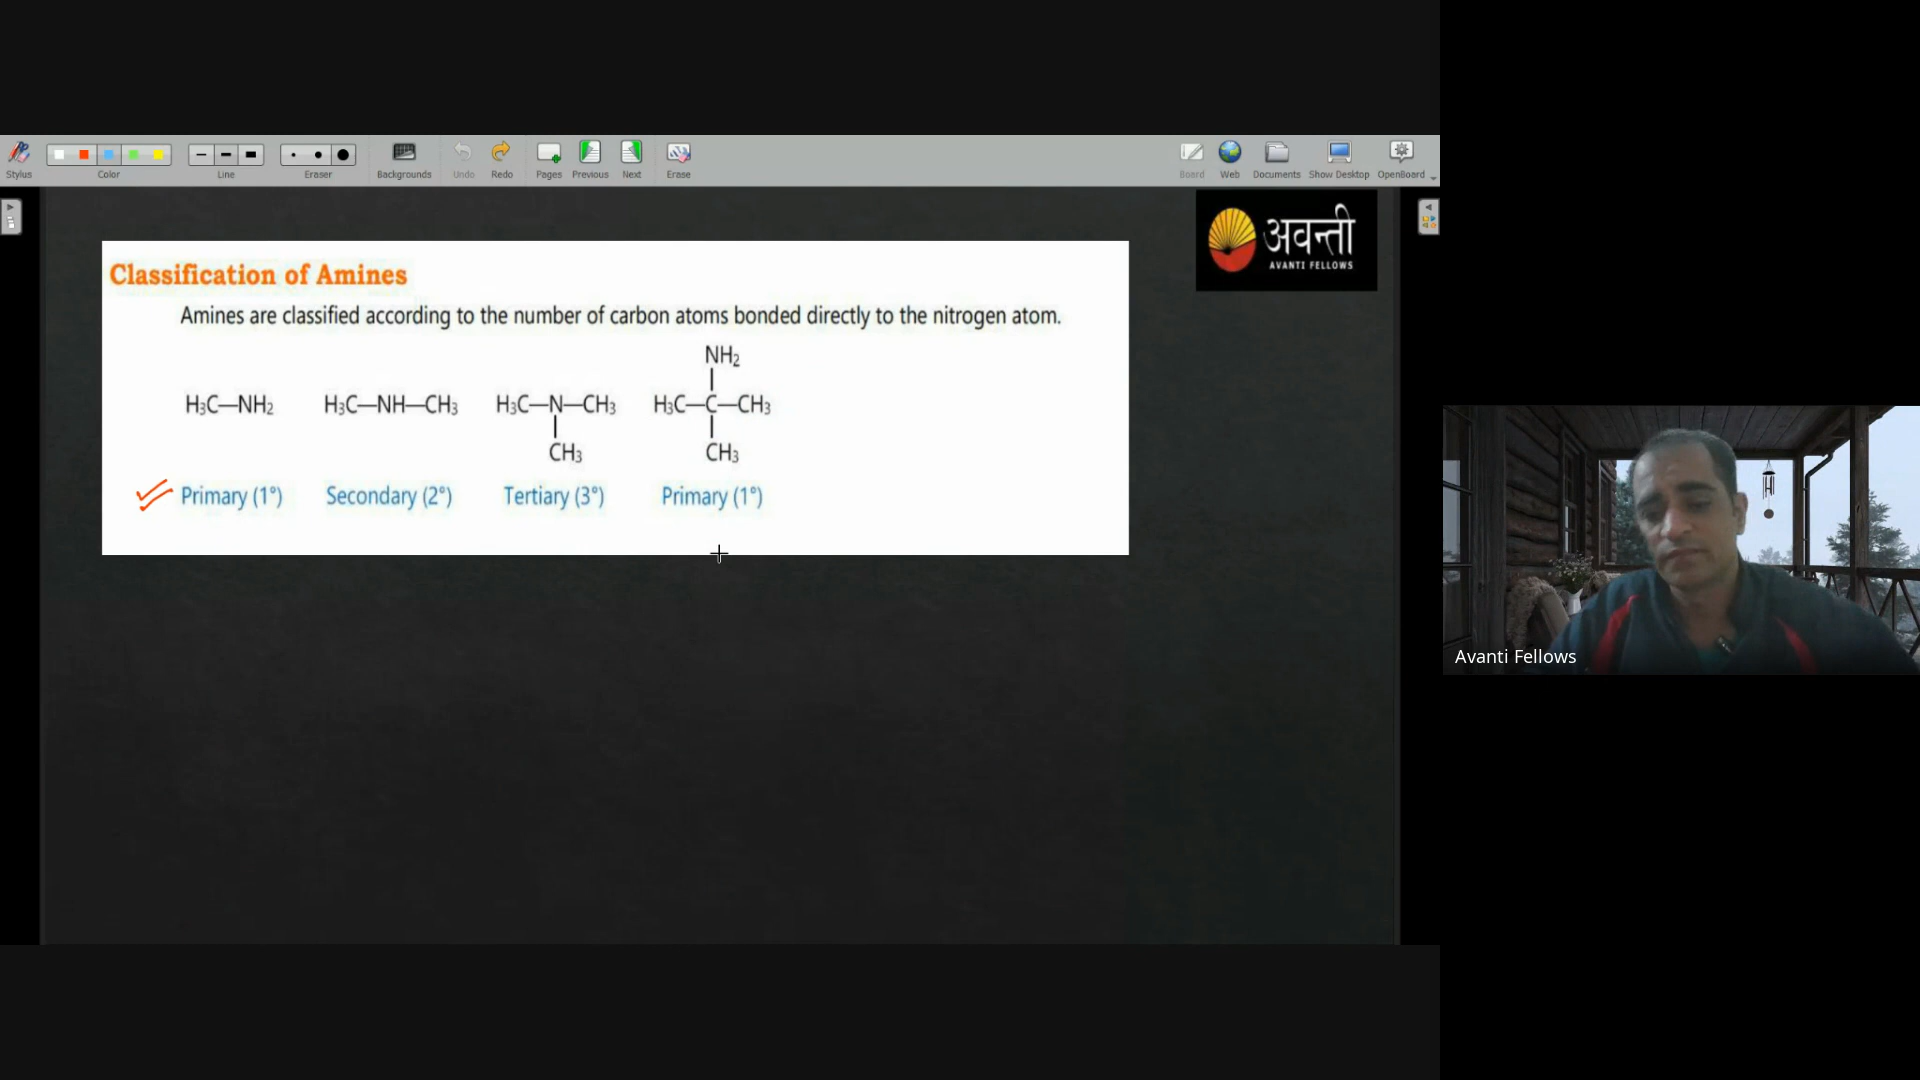 Stylus
Color
Line
Eraser
Backgrounds
Undo
Redo
Pages
Previous
Next
Erase
Board
Web
Documents
Show Desktop
OpenBoard
अवन्ती
AVANTI FELLOWS
Classification of Amines
Amines are classified according to the number of carbon atoms bonded directly to the nitrogen atom.
NH₂
H₃C—NH₂ H₃C—NH—CH₃ H₃C—N—CH₃ H₃C—C—CH₃
CH₃ CH₃
Primary (1°) Secondary (2°) Tertiary (3°) Primary (1°)
Avanti Fellows